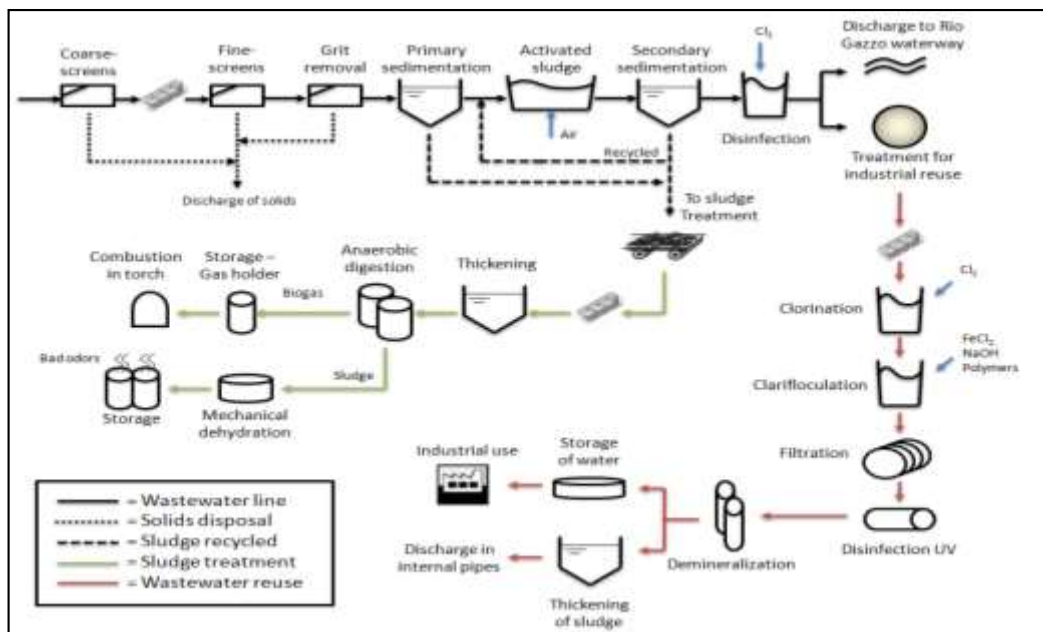 Coarse-
screens
Fine-
screens
Grit
removal
Primary
sedimentation
Activated
sludge
Secondary
sedimentation
Cl₂
Discharge to Rio
Gazzo waterway
Air
Recycled
Disinfection
Treatment for
industrial reuse
Discharge of solids
To sludge
Treatment
Combustion
in torch
Storage –
Gas holder
Biogas
Anaerobic
digestion
Thickening
Cl₂
Clorination
FeCl₂,
NaOH
Polymers
Clarifloculation
Bad odors
Storage
Mechanical
dehydration
Sludge
Filtration
Disinfection UV
Industrial use
Storage
of water
Demineralization
Discharge in
internal pipes
Thickening
of sludge
= Wastewater line
= Solids disposal
= Sludge recycled
= Sludge treatment
= Wastewater reuse